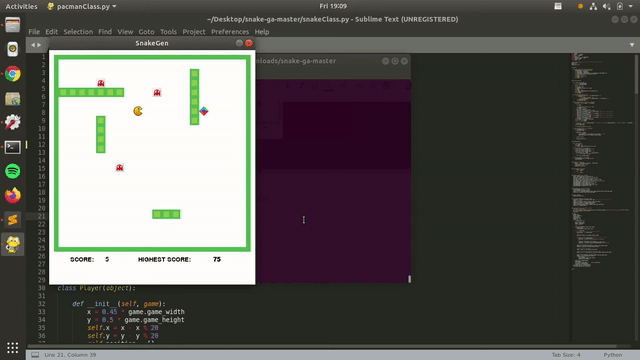 Activities
pacmanClass.py ▾
Fri 19:09
~/Desktop/snake-ga-master/snakeClass.py - Sublime Text (UNREGISTERED)
File Edit Selection Find View Goto Tools Project Preferences Help
SnakeGen
nloads/snake-ga-master
1
2
3
4
5
6
7
8
9
10
11
12
13
14
15
16
17
18
19
20
21
22
23
24
25
26
27
28
29
SCORE: 5 HIGHEST SCORE: 75
30 class Player(object):
31
32 def __init__(self, game):
33 x = 0.45 * game.game_width
34 y = 0.5 * game.game_height
35 self.x = x - x % 20
36 self.y = y - y % 20
37
Line 21, Column 39
Tab Size: 4
Python